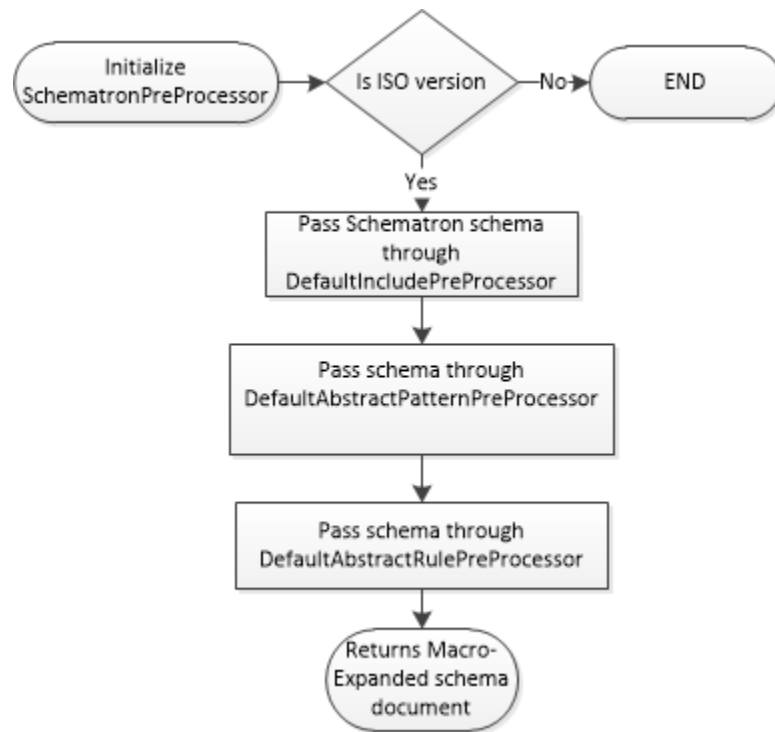 Initialize
SchematronPreProcessor
Is ISO version
No
END
Yes
Pass Schematron schema
through
DefaultIncludePreProcessor
Pass schema through
DefaultAbstractPatternPreProcessor
Pass schema through
DefaultAbstractRulePreProcessor
Returns Macro-
Expanded schema
document